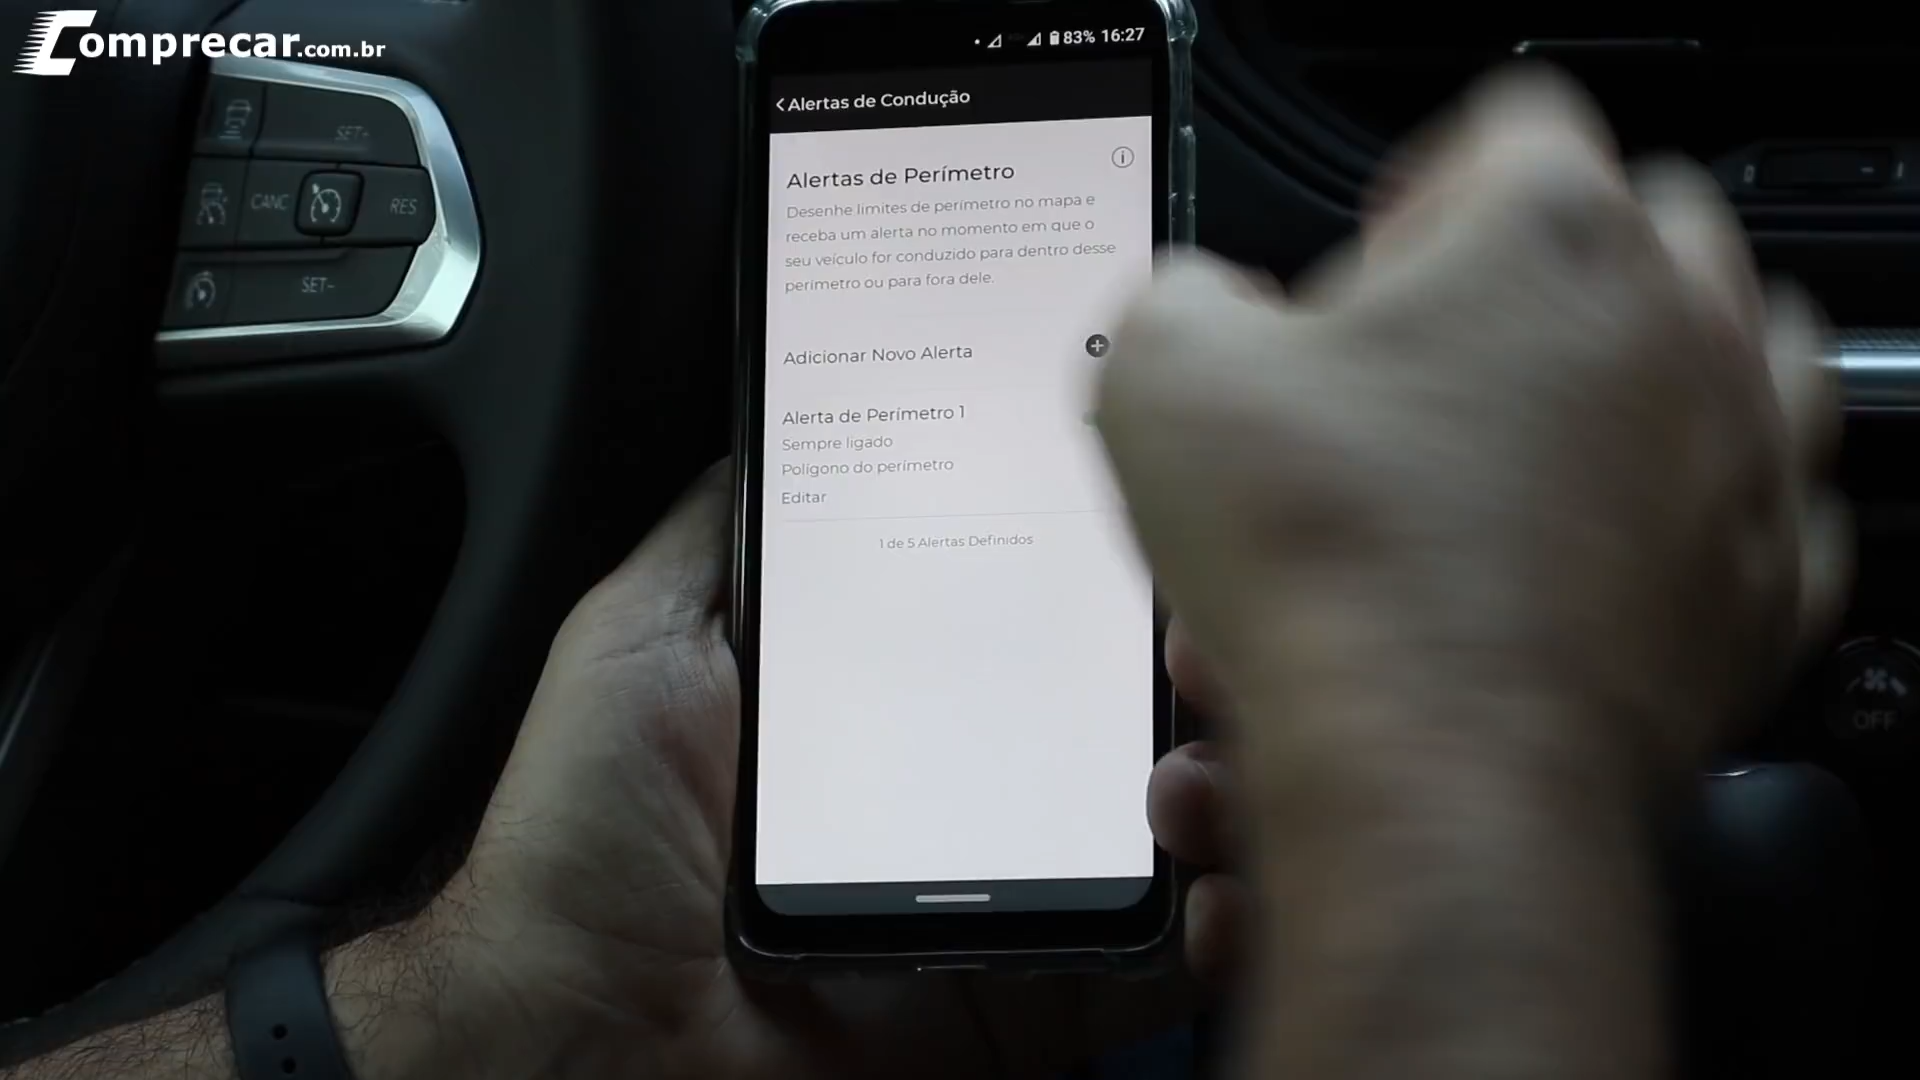 Comprecar.com.br
83% 16:27
Alertas de Condução
Alertas de Perímetro
Desenhe limites de perímetro no mapa e
receba um alerta no momento em que o
seu veículo for conduzido para dentro desse
perímetro ou para fora dele.
Adicionar Novo Alerta
Alerta de Perímetro 1
Sempre ligado
Polígono do perímetro
Editar
1 de 5 Alertas Definidos
SET+
CANC
RES
SET-
OFF